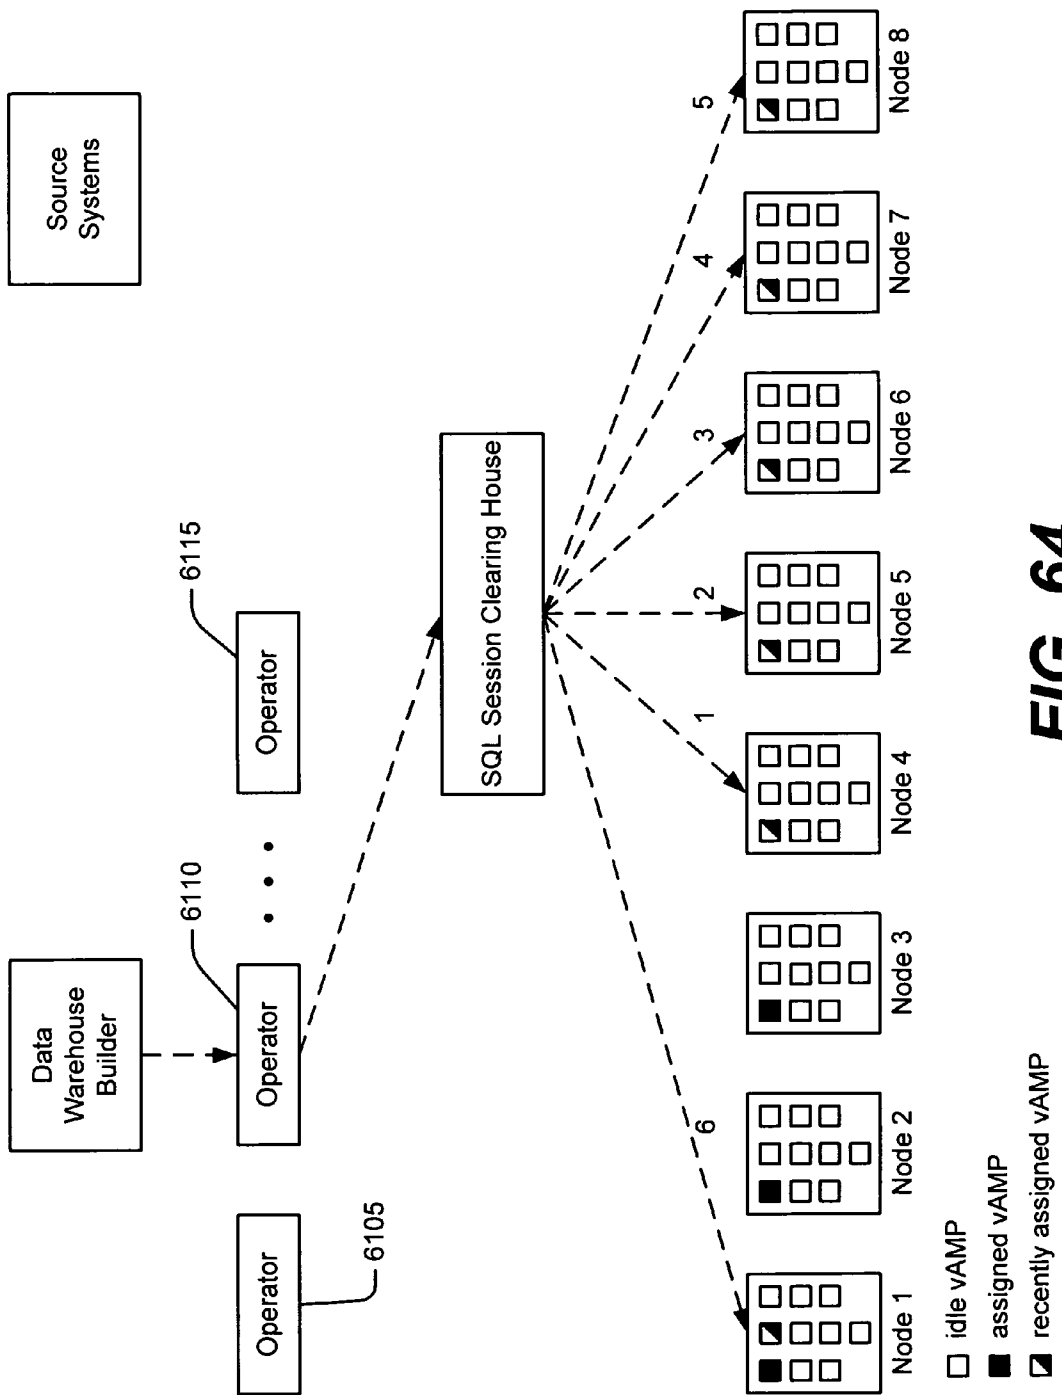 Data
Warehouse
Builder
Source
Systems
6110
6115
Operator
Operator
Operator
6105
SQL Session Clearing House
6
1
2
3
4
5
Node 1
Node 2
Node 3
Node 4
Node 5
Node 6
Node 7
Node 8
idle vAMP
assigned vAMP
recently assigned vAMP
FIG. 64